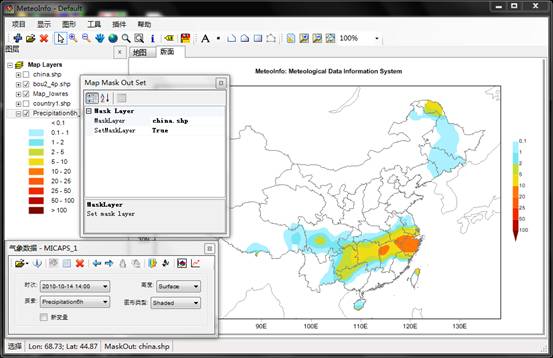 MeteoInfo: - Default
项目 显示 图形 工具 插件 帮助
100%
图层
地图 版面
Map Layers
china.shp
bou2_4p.shp
Map_lowres
country1.shp
Precipitation6h_
< 0.1
0.1 - 1
1 - 2
2 - 5
5 - 10
10 - 20
20 - 25
25 - 50
50 - 100
> 100
Map Mask Out Set
Mask Layer
MaskLayer china.shp
SetMaskLayer True
MaskLayer
Set mask layer
MeteoInfo: Meteological Data Information System
0.1
1
2
5
10
20
25
50
100
90E 100E 110E 120E 130E
气象数据 - MICAPS_1
时次: 2010-10-14 14:00 高度: Surface
要素: Precipitation6h 图形类型: Shaded
新变量
选择 Lon: 68.73; Lat: 44.87 MaskOut: china.shp